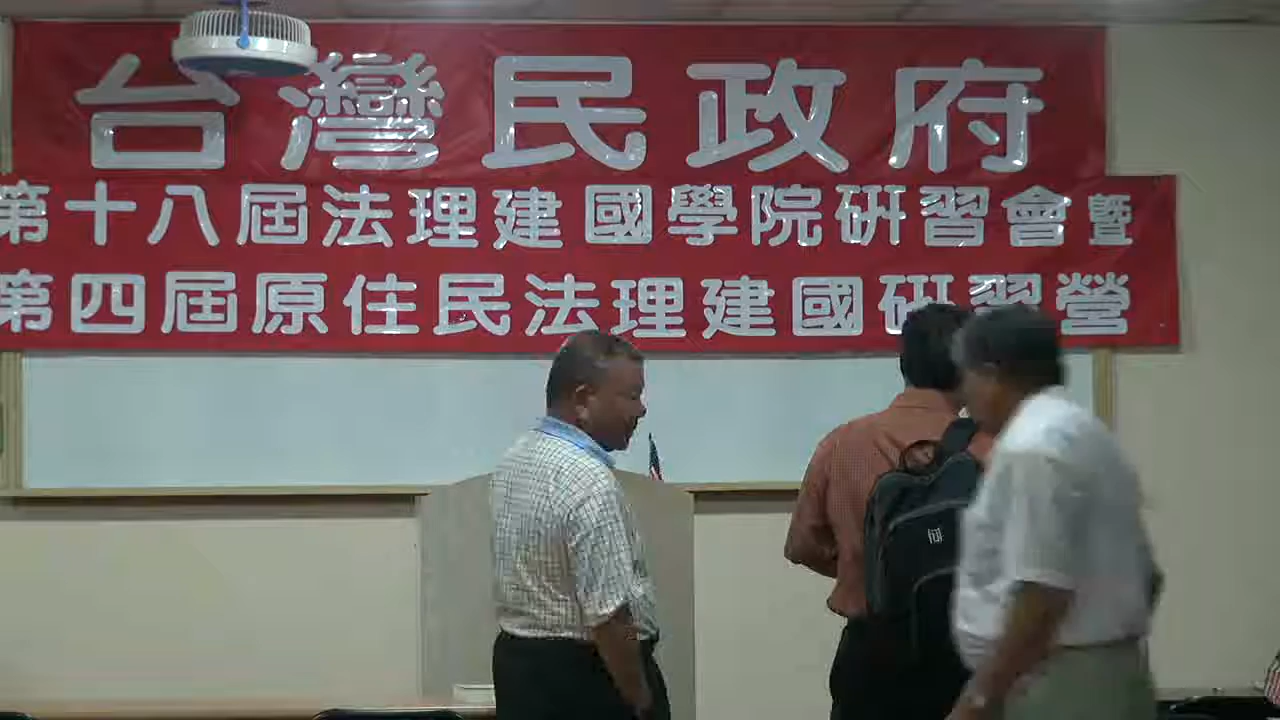 台灣民政府
第十八屆法理建國學院研習會暨
第四屆原住民法理建國研習營